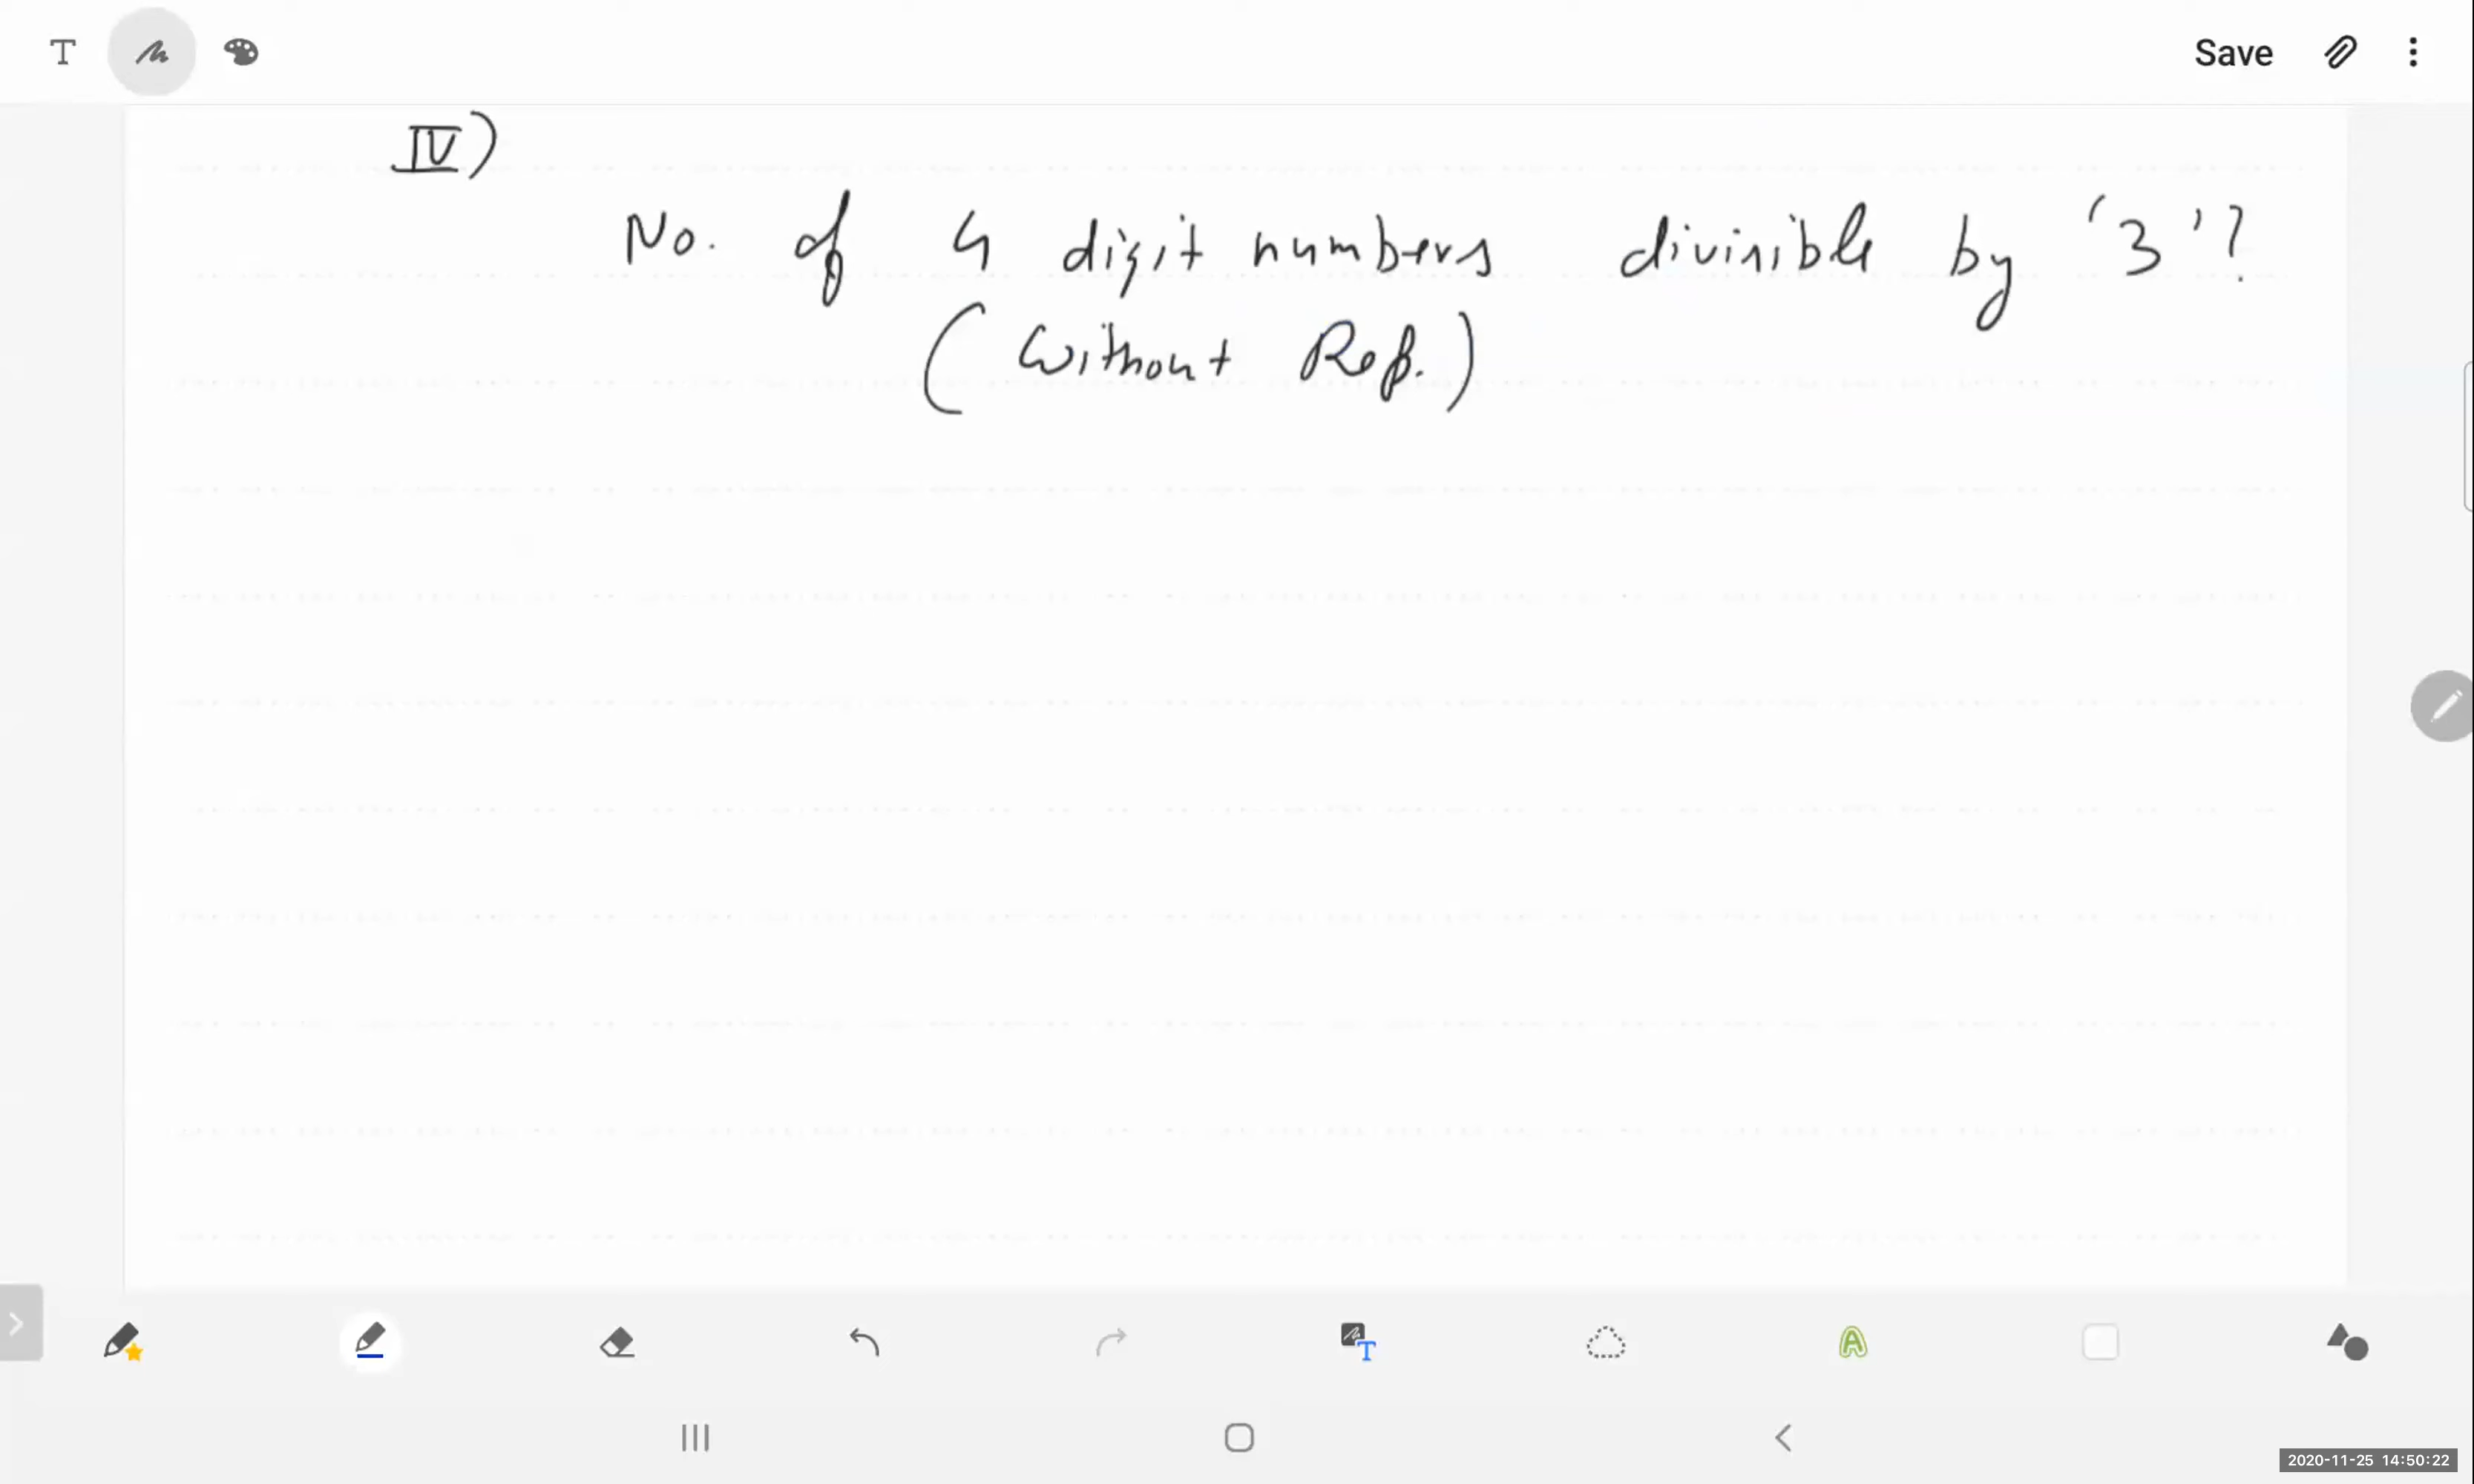 T
Save
IV)
No. of 4 digit numbers divisible by '3'?
(Without Rep.)
T
A
2020-11-25 14:50:22